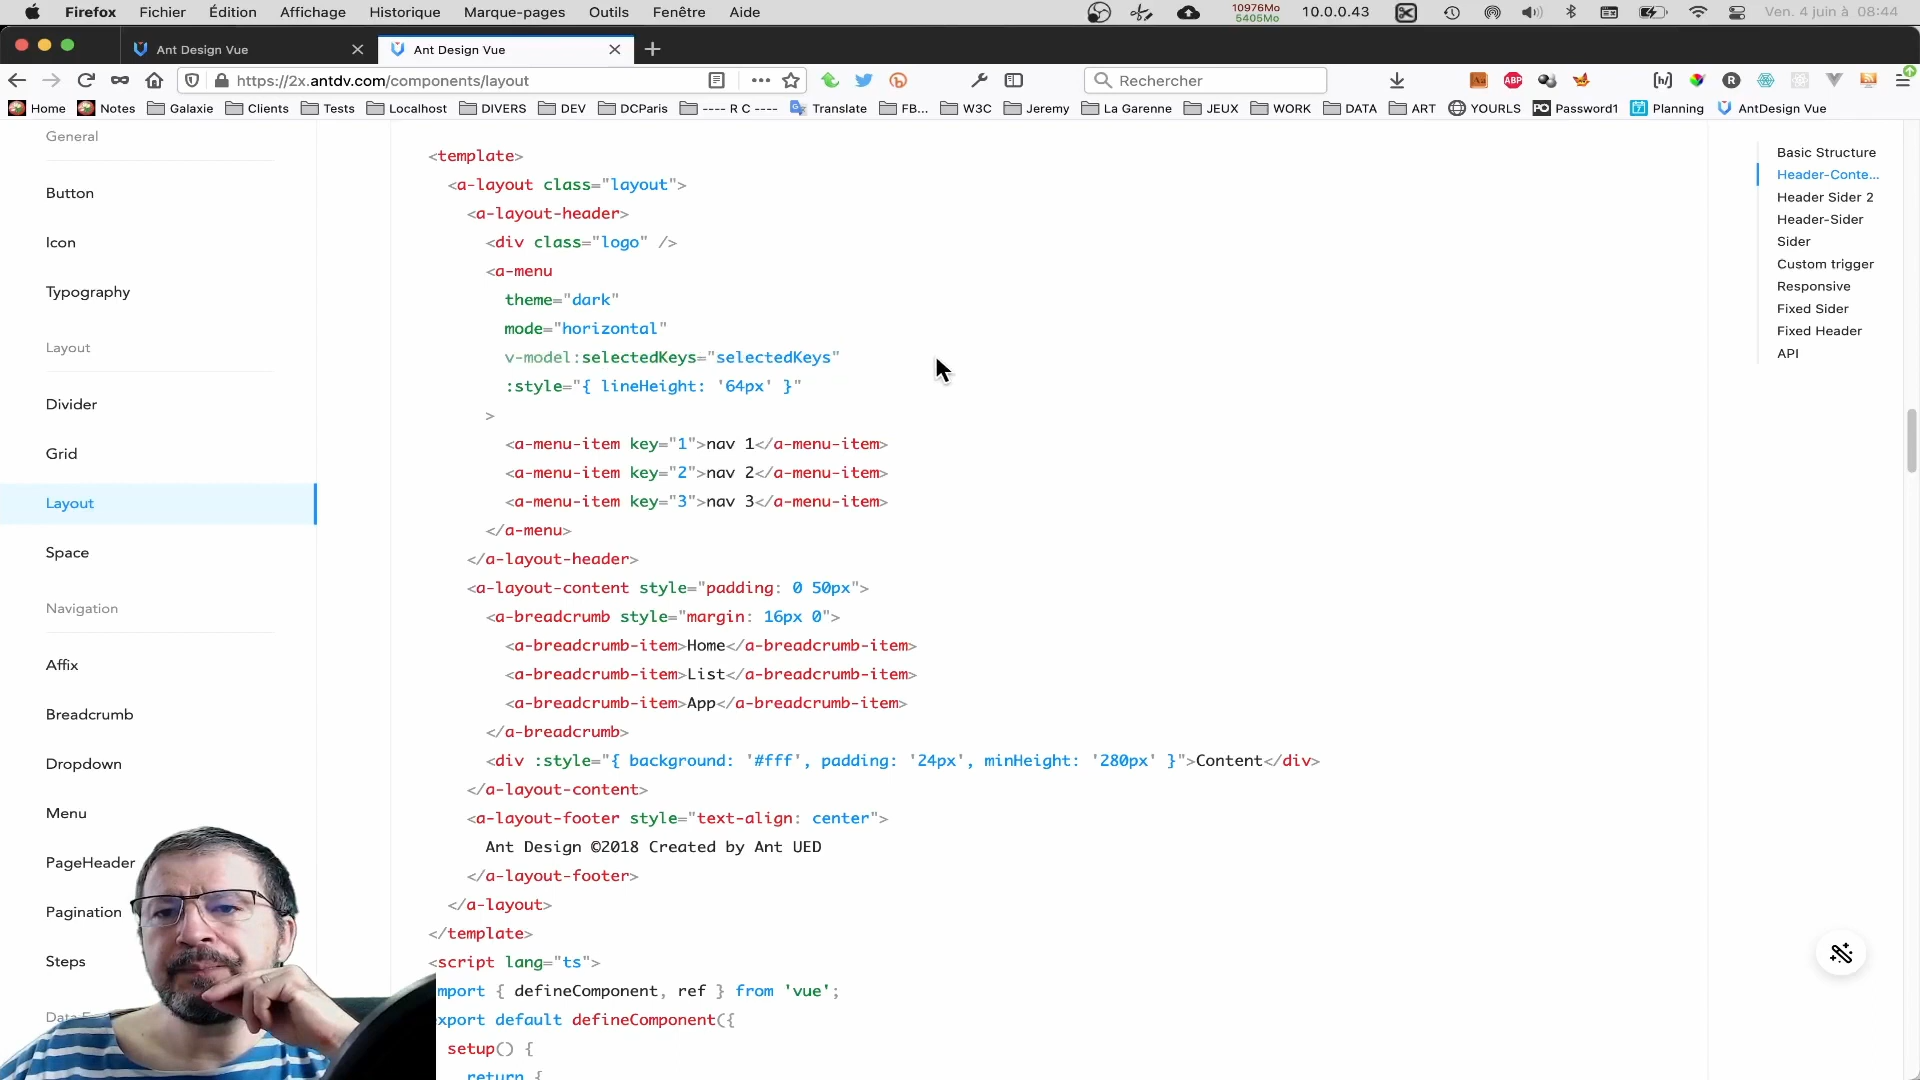 Firefox Fichier Édition Affichage Historique Marque-pages Outils Fenêtre Aide
10976Mo
5405Mo
10.0.0.43
Ven. 4 juin à 08:44
Ant Design Vue
Ant Design Vue
https://2x.antdv.com/components/layout
Rechercher
ABP
Home Notes Galaxie Clients Tests Localhost DIVERS DEV DCParis ---- R C ---- Translate FB... W3C Jeremy La Garenne JEUX WORK DATA ART YOURLS Password1 Planning AntDesign Vue
General
Button
Icon
Typography
Layout
Divider
Grid
Layout
Space
Navigation
Affix
Breadcrumb
Dropdown
Menu
PageHeader
Pagination
Steps
<template>
<a-layout class="layout">
<a-layout-header>
<div class="logo" />
<a-menu
theme="dark"
mode="horizontal"
v-model:selectedKeys="selectedKeys"
:style="{ lineHeight: '64px' }"
>
<a-menu-item key="1">nav 1</a-menu-item>
<a-menu-item key="2">nav 2</a-menu-item>
<a-menu-item key="3">nav 3</a-menu-item>
</a-menu>
</a-layout-header>
<a-layout-content style="padding: 0 50px">
<a-breadcrumb style="margin: 16px 0">
<a-breadcrumb-item>Home</a-breadcrumb-item>
<a-breadcrumb-item>List</a-breadcrumb-item>
<a-breadcrumb-item>App</a-breadcrumb-item>
</a-breadcrumb>
<div :style="{ background: '#fff', padding: '24px', minHeight: '280px' }">Content</div>
</a-layout-content>
<a-layout-footer style="text-align: center">
Ant Design ©2018 Created by Ant UED
</a-layout-footer>
</a-layout>
</template>
<script lang="ts">
mport { defineComponent, ref } from 'vue';
xport default defineComponent({
setup() {
return {
Basic Structure
Header-Conte...
Header Sider 2
Header-Sider
Sider
Custom trigger
Responsive
Fixed Sider
Fixed Header
API